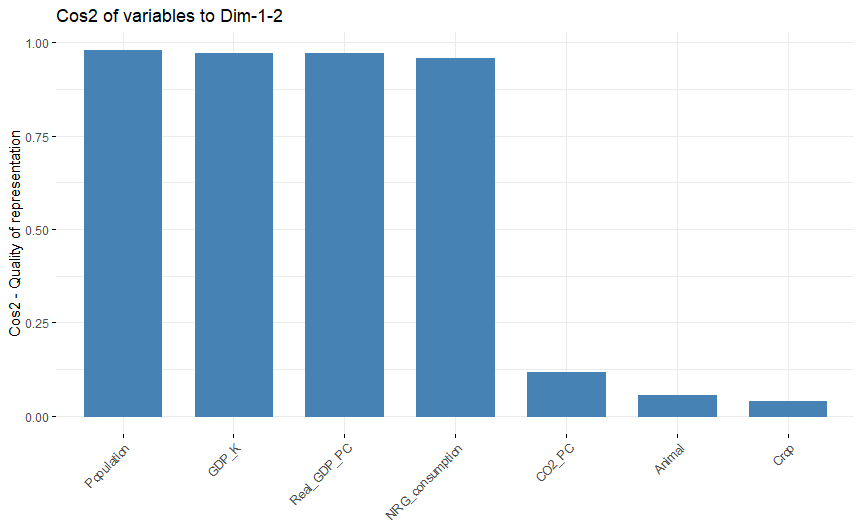 Cos2 of variables to Dim-1-2
Cos2 - Quality of representation
1.00
0.75
0.50
0.25
0.00
Population
GDP_K
Real_GDP_PC
NRG_consumption
CO2_PC
Animal
Crop